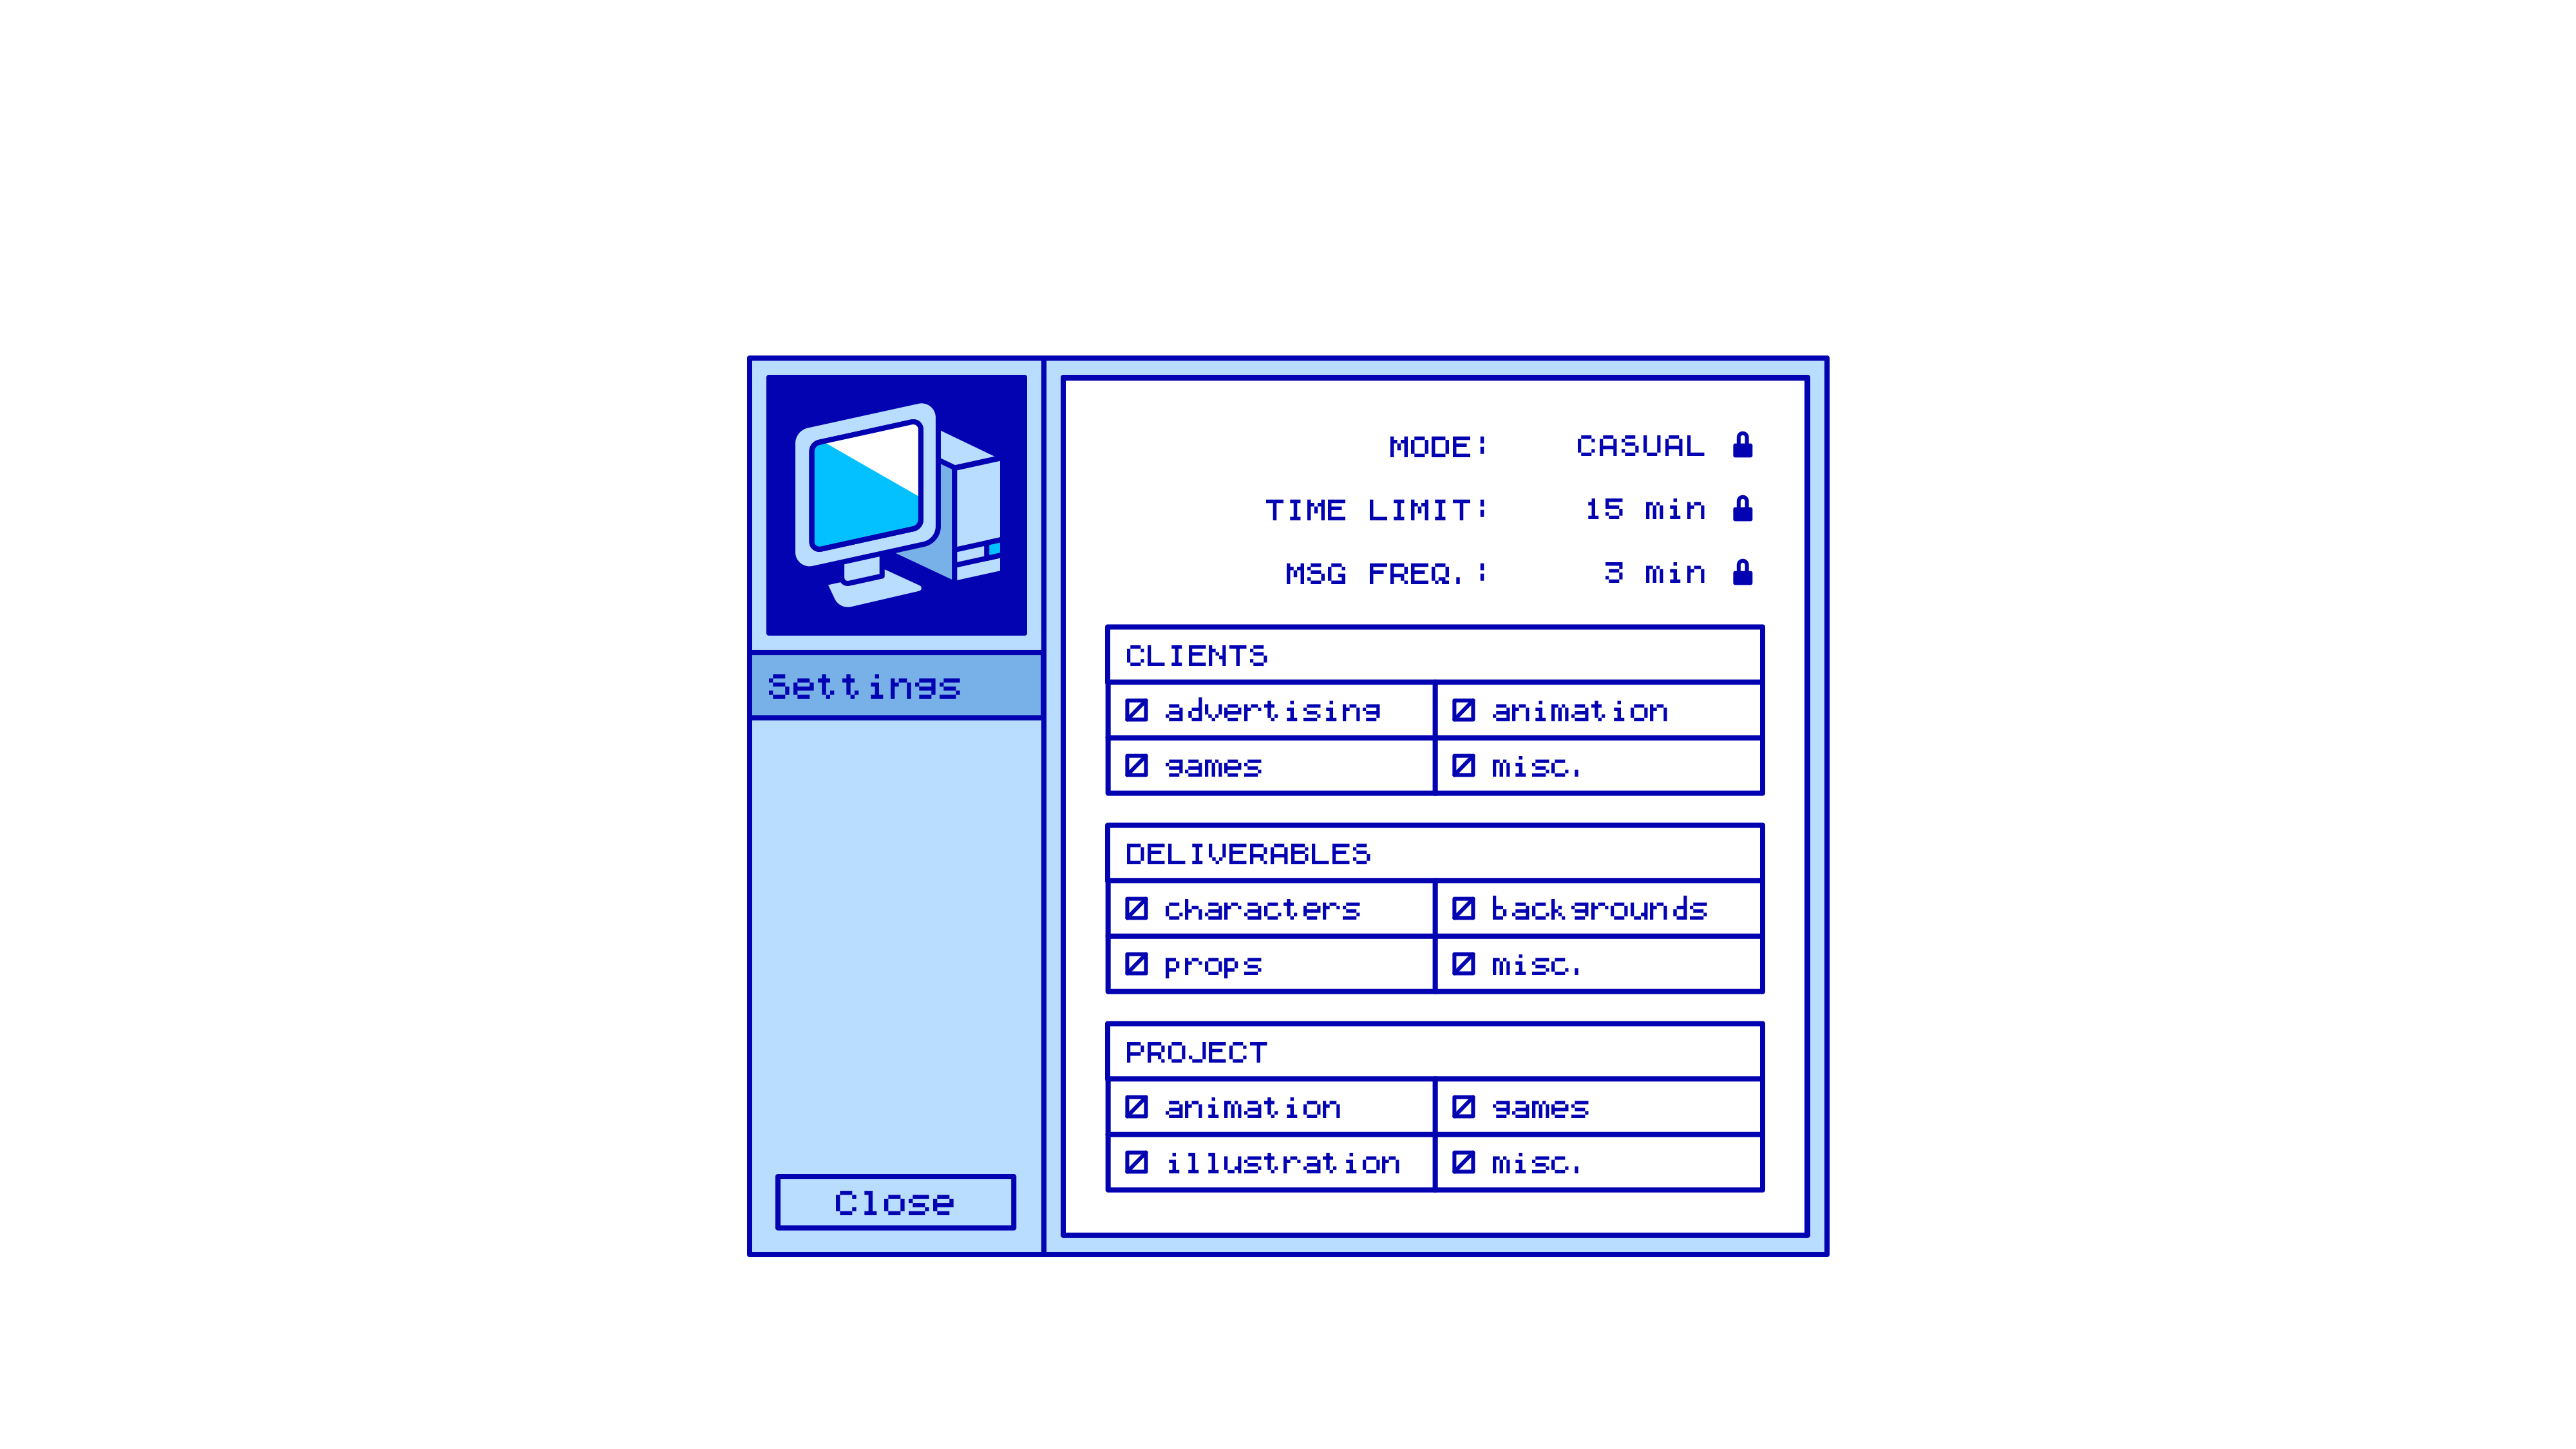 Settings
Close
MODE: CASUAL
TIME LIMIT: 15 min
MSG FREQ.: 3 min
CLIENTS
advertising animation
games misc.
DELIVERABLES
characters backgrounds
props misc.
PROJECT
animation games
illustration misc.